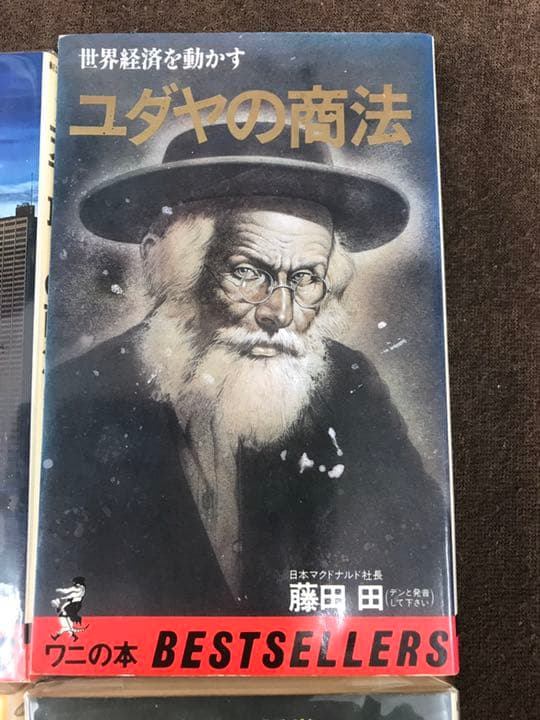 世界経済を動かす
ユダヤの商法
日本マクドナルド社長
藤田 田(デンと発音して下さい)
ワニの本 BESTSELLERS